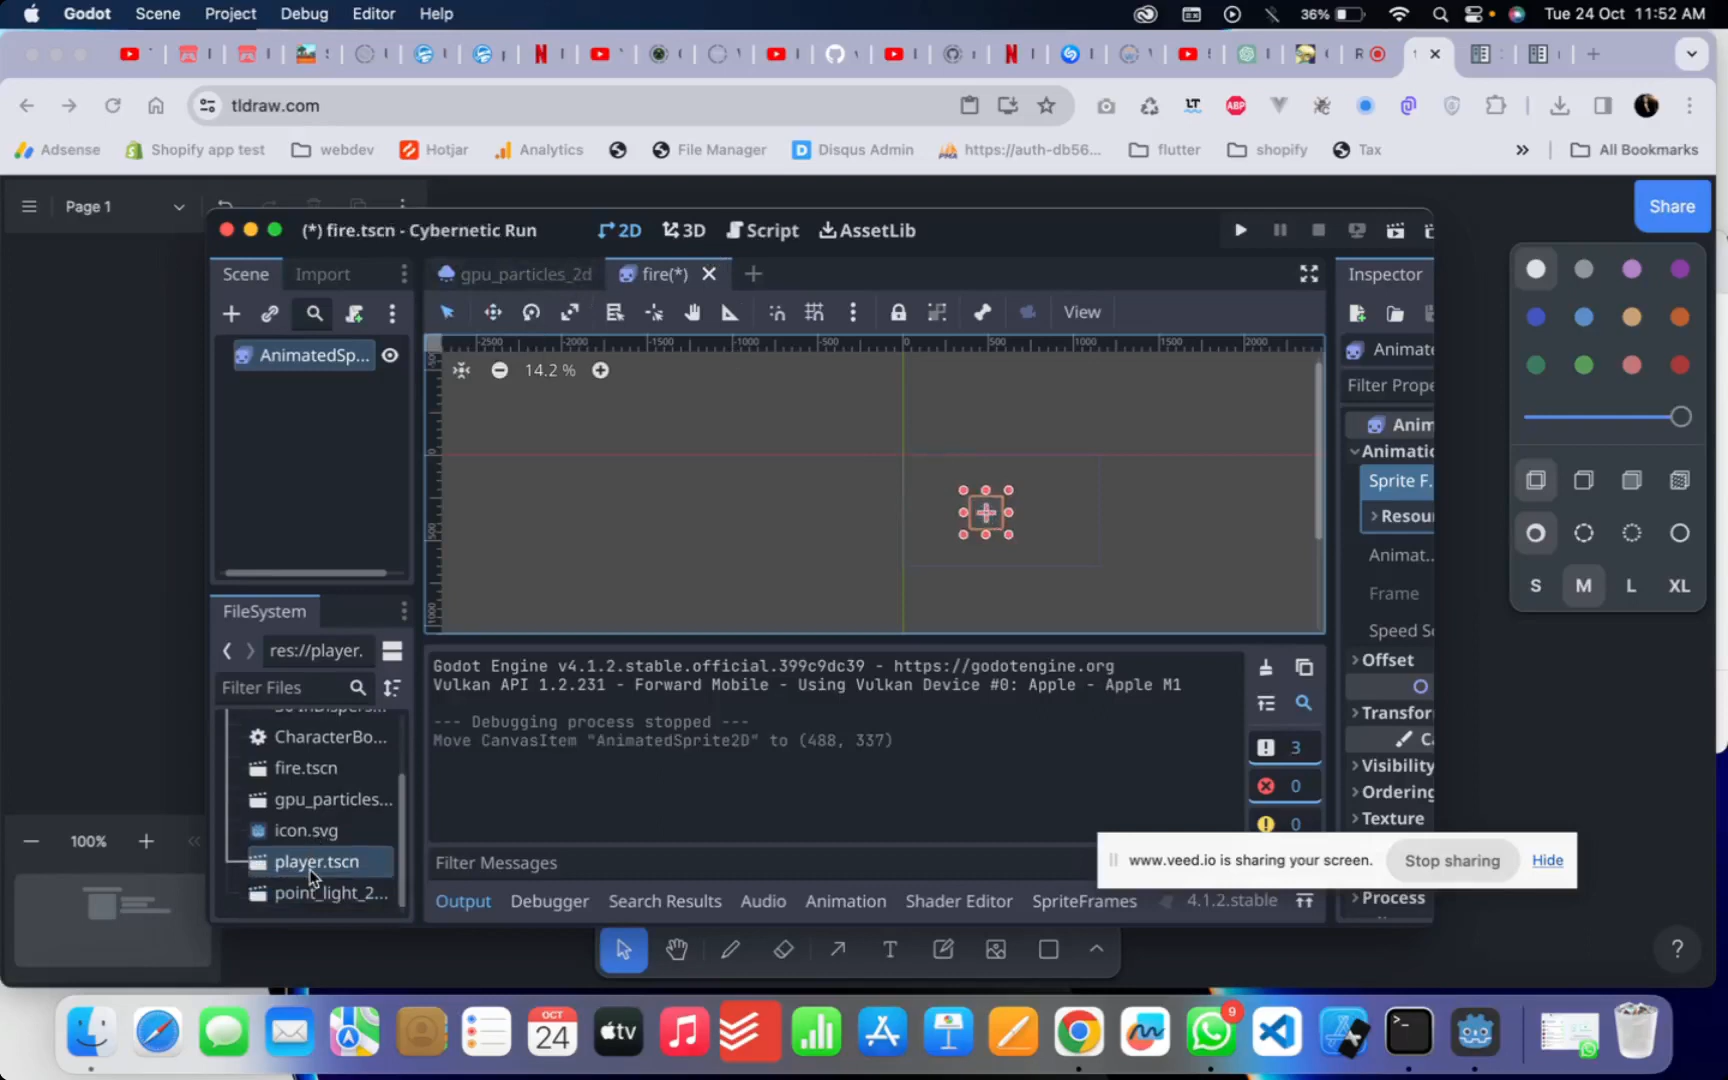 Godot Scene Project Debug Editor Help 36% Tue 24 Oct 11:52 AM
tldraw.com
Adsense Shopify app test webdev Hotjar Analytics File Manager Disqus Admin https://auth-db56... flutter shopify Tax » All Bookmarks
Page 1 Share
(*) fire.tscn - Cybernetic Run 2D 3D Script AssetLib
Scene Import gpu_particles_2d fire(*) Inspector
View
AnimatedSp... Animate
14.2 % Filter Prope
Anim
Animatio
Sprite F.
Resou
Animat..
Frame
Speed S
Offset
Transfor
C
Visibility
Ordering
Texture
Process
S M L XL
FileSystem
res://player.
Filter Files
CharacterBo...
fire.tscn
gpu_particles...
icon.svg
player.tscn
point_light_2...
Godot Engine v4.1.2.stable.official.399c9dc39 - https://godotengine.org
Vulkan API 1.2.231 - Forward Mobile - Using Vulkan Device #0: Apple - Apple M1
--- Debugging process stopped ---
Move CanvasItem "AnimatedSprite2D" to (488, 337)
3
0
0
Filter Messages
Output Debugger Search Results Audio Animation Shader Editor SpriteFrames 4.1.2.stable
www.veed.io is sharing your screen. Stop sharing Hide
100%
OCT
24
tv
9